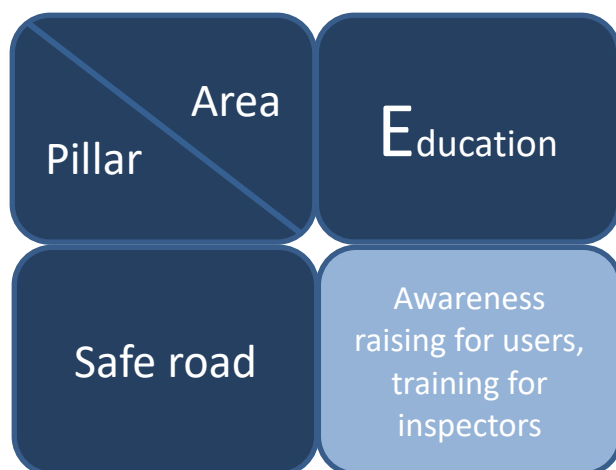 Area
Pillar
Education
Safe road
Awareness
raising for users,
training for
inspectors